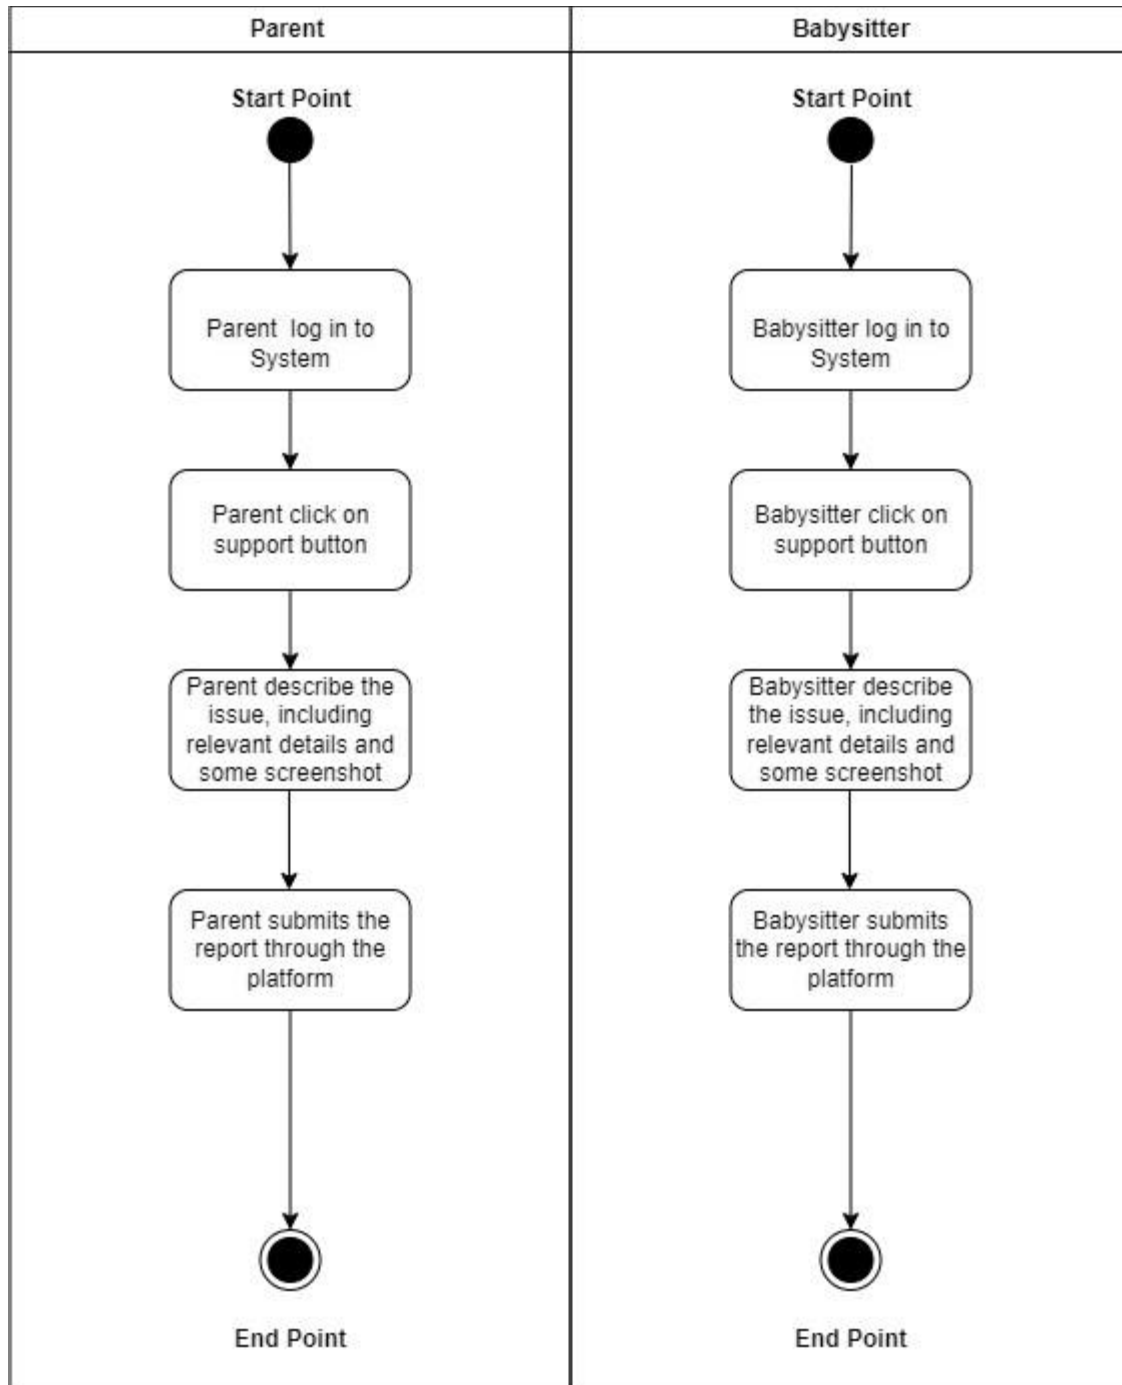 Parent
Start Point
Parent log in to
System
Parent click on
support button
Parent describe the
issue, including
relevant details and
some screenshot
Parent submits the
report through the
platform
End Point
Babysitter
Start Point
Babysitter log in to
System
Babysitter click on
support button
Babysitter describe
the issue, including
relevant details and
some screenshot
Babysitter submits
the report through the
platform
End Point